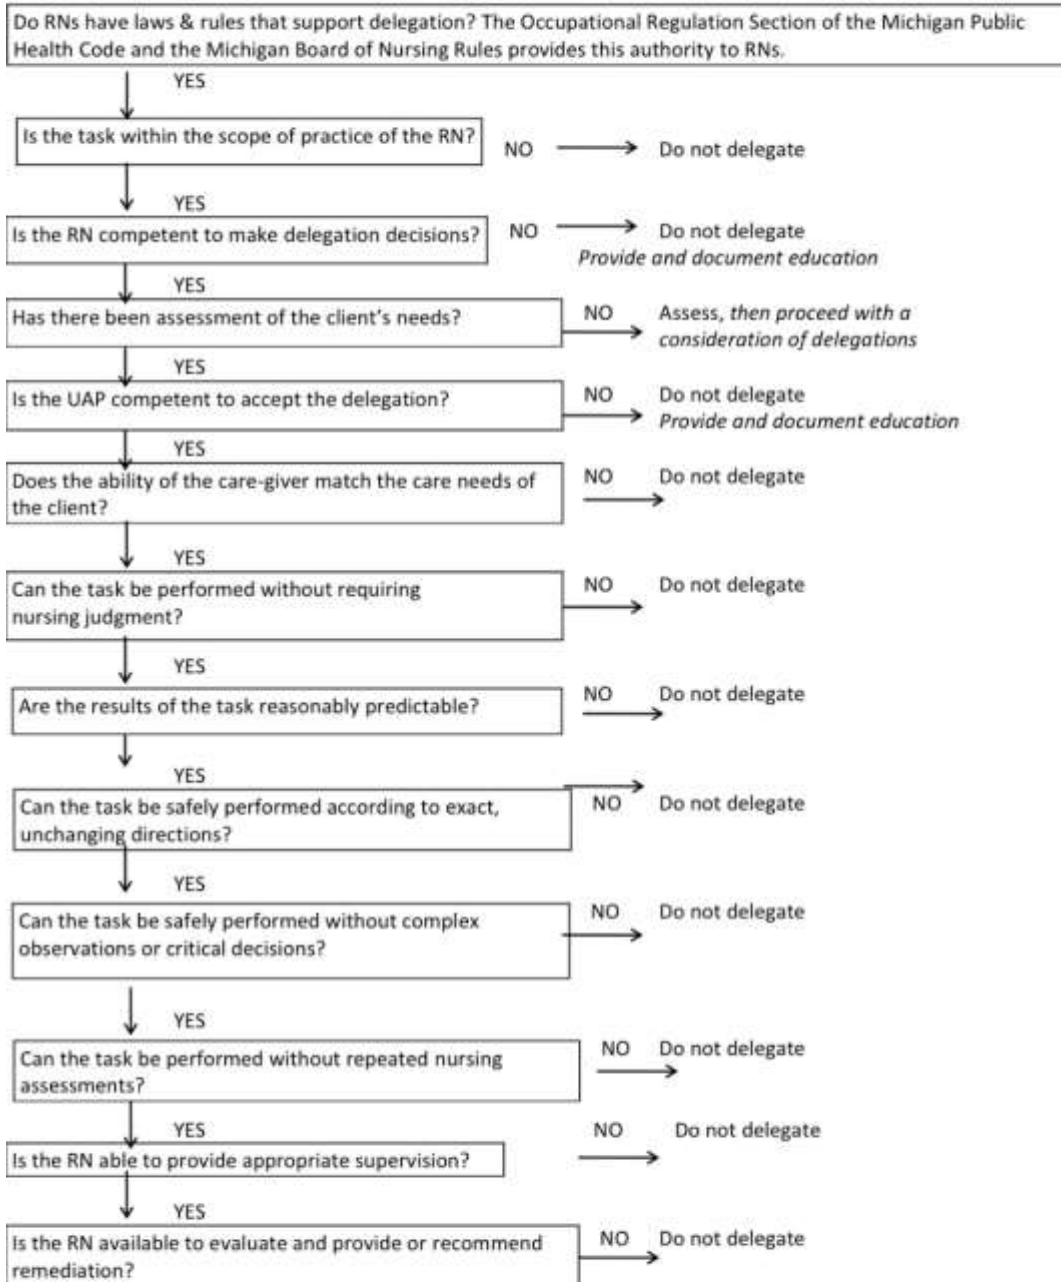 Do RNs have laws & rules that support delegation? The Occupational Regulation Section of the Michigan Public
Health Code and the Michigan Board of Nursing Rules provides this authority to RNs.
YES
Is the task within the scope of practice of the RN?
NO
Do not delegate
YES
Is the RN competent to make delegation decisions?
NO
Do not delegate
Provide and document education
YES
Has there been assessment of the client's needs?
NO
Assess, then proceed with a
consideration of delegations
YES
Is the UAP competent to accept the delegation?
NO
Do not delegate
Provide and document education
YES
Does the ability of the care-giver match the care needs of
the client?
NO
Do not delegate
YES
Can the task be performed without requiring
nursing judgment?
NO
Do not delegate
YES
Are the results of the task reasonably predictable?
NO
Do not delegate
YES
Can the task be safely performed according to exact,
unchanging directions?
NO
Do not delegate
YES
Can the task be safely performed without complex
observations or critical decisions?
NO
Do not delegate
YES
Can the task be performed without repeated nursing
assessments?
NO
Do not delegate
YES
Is the RN able to provide appropriate supervision?
NO
Do not delegate
YES
Is the RN available to evaluate and provide or recommend
remediation?
NO
Do not delegate